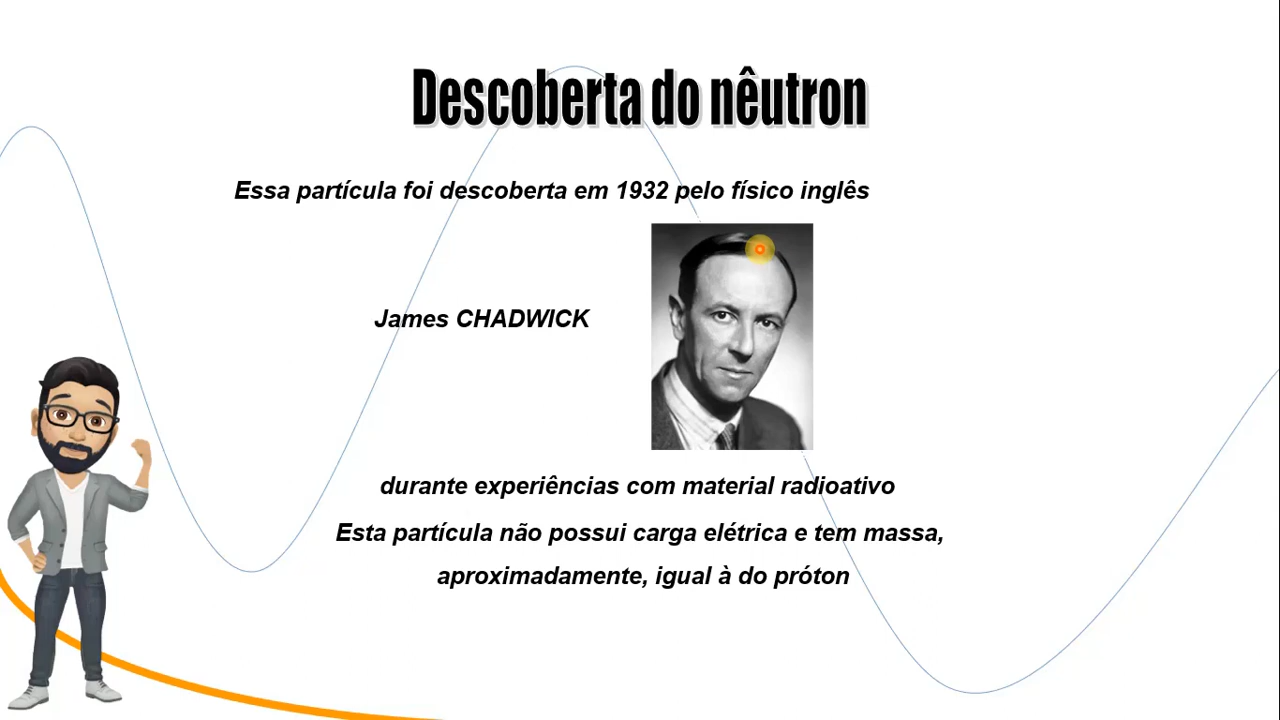 Descoberta do nêutron
Essa partícula foi descoberta em 1932 pelo físico inglês
James CHADWICK
durante experiências com material radioativo
Esta partícula não possui carga elétrica e tem massa,
aproximadamente, igual à do próton